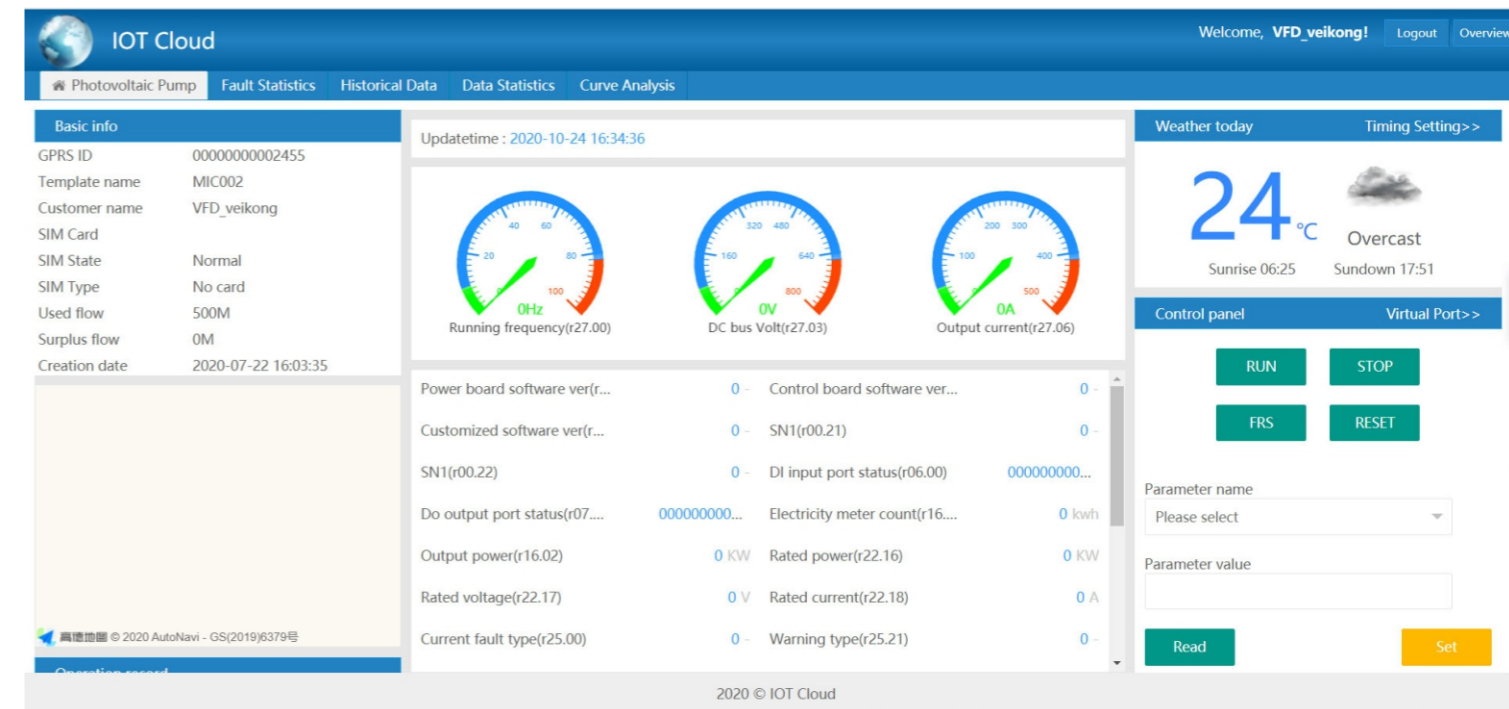 IOT Cloud
Welcome, VFD_veikong! Logout Overview
Photovoltaic Pump Fault Statistics Historical Data Data Statistics Curve Analysis
Basic info
GPRS ID 00000000002455
Template name MIC002
Customer name VFD_veikong
SIM Card
SIM State Normal
SIM Type No card
Used flow 500M
Surplus flow 0M
Creation date 2020-07-22 16:03:35
高德地图 © 2020 AutoNavi - GS(2019)6379号
Operation record
Updatetime : 2020-10-24 16:34:36
0 20 40 60 80 100
0Hz
Running frequency(r27.00)
0 160 320 480 640 800
0V
DC bus Volt(r27.03)
0 100 200 300 400 500
0A
Output current(r27.06)
Power board software ver(r... 0 - Control board software ver... 0 -
Customized software ver(r... 0 - SN1(r00.21) 0 -
SN1(r00.22) 0 - DI input port status(r06.00) 000000000...
Do output port status(r07.... 000000000... Electricity meter count(r16.... 0 kwh
Output power(r16.02) 0 KW Rated power(r22.16) 0 KW
Rated voltage(r22.17) 0 V Rated current(r22.18) 0 A
Current fault type(r25.00) 0 - Warning type(r25.21) 0 -
Weather today Timing Setting>>
24 °C
Overcast
Sunrise 06:25 Sundown 17:51
Control panel Virtual Port>>
RUN STOP
FRS RESET
Parameter name
Please select
Parameter value
Read Set
2020 © IOT Cloud